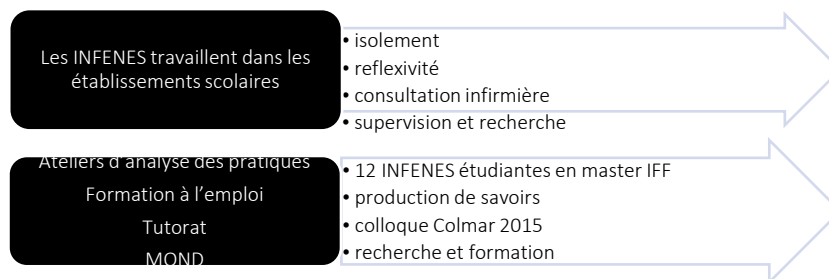 Les INFENES travaillent dans les
établissements scolaires
• isolement
• reflexivité
• consultation infirmière
• supervision et recherche
Ateliers d'analyse des pratiques
Formation à l'emploi
Tutorat
MOND
• 12 INFENES étudiantes en master IFF
• production de savoirs
• colloque Colmar 2015
• recherche et formation